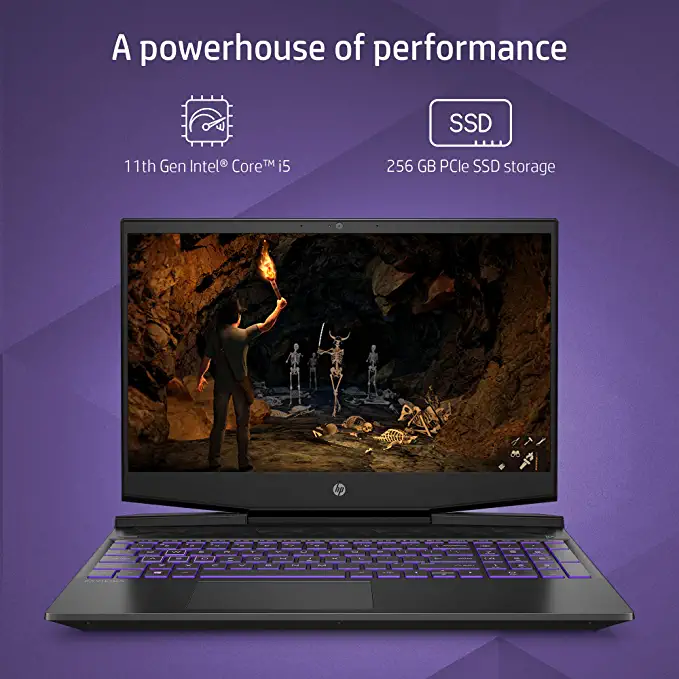 A powerhouse of performance
SSD
11th Gen Intel® Core™ i5
256 GB PCIe SSD storage
hp